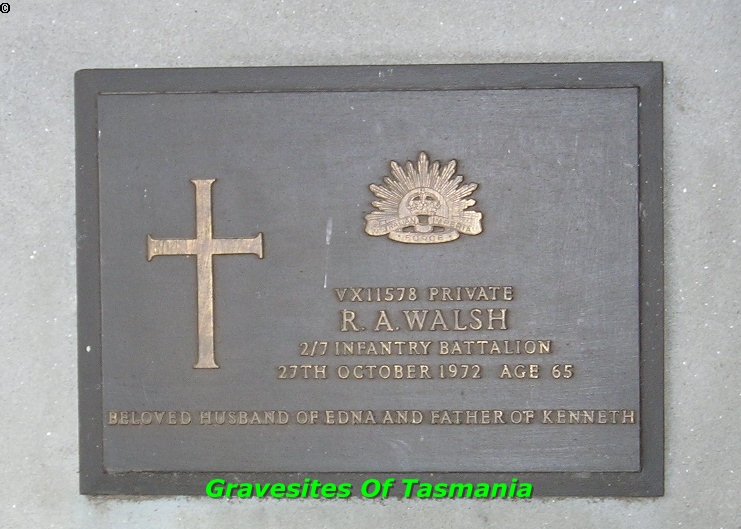 ©
VX11578 PRIVATE
R. A. WALSH
2/7 INFANTRY BATTALION
27TH OCTOBER 1972 AGE 65
BELOVED HUSBAND OF EDNA AND FATHER OF KENNETH
Gravesites Of Tasmania